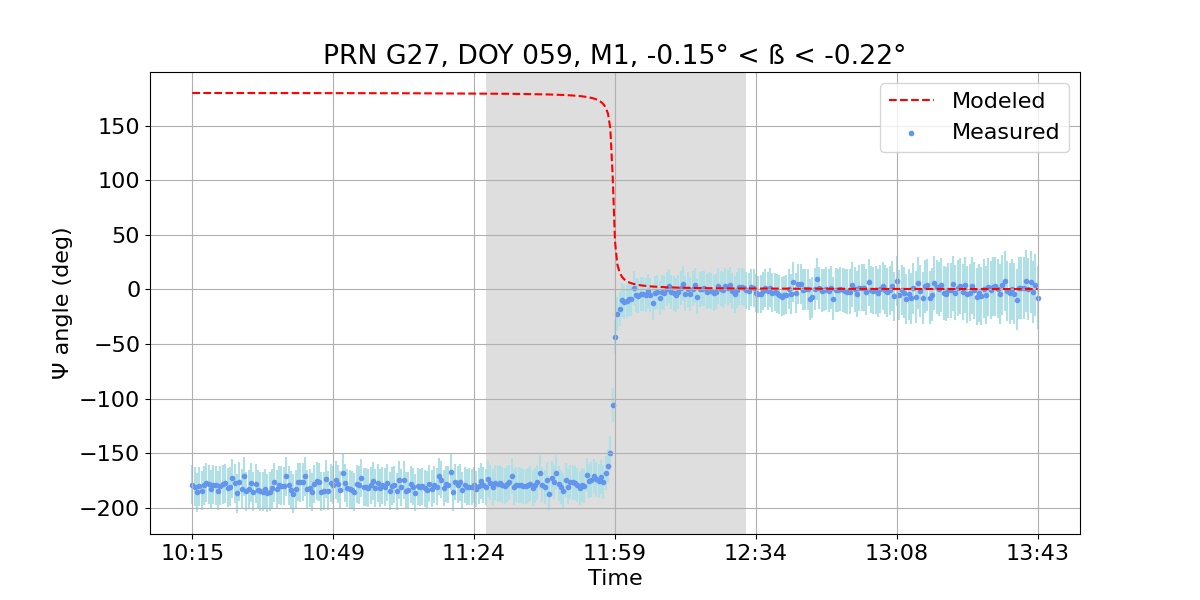 PRN G27, DOY 059, M1, -0.15° < ß < -0.22°
Modeled
Measured
Ψ angle (deg)
150
100
50
0
−50
−100
−150
−200
10:15 10:49 11:24 11:59 12:34 13:08 13:43
Time